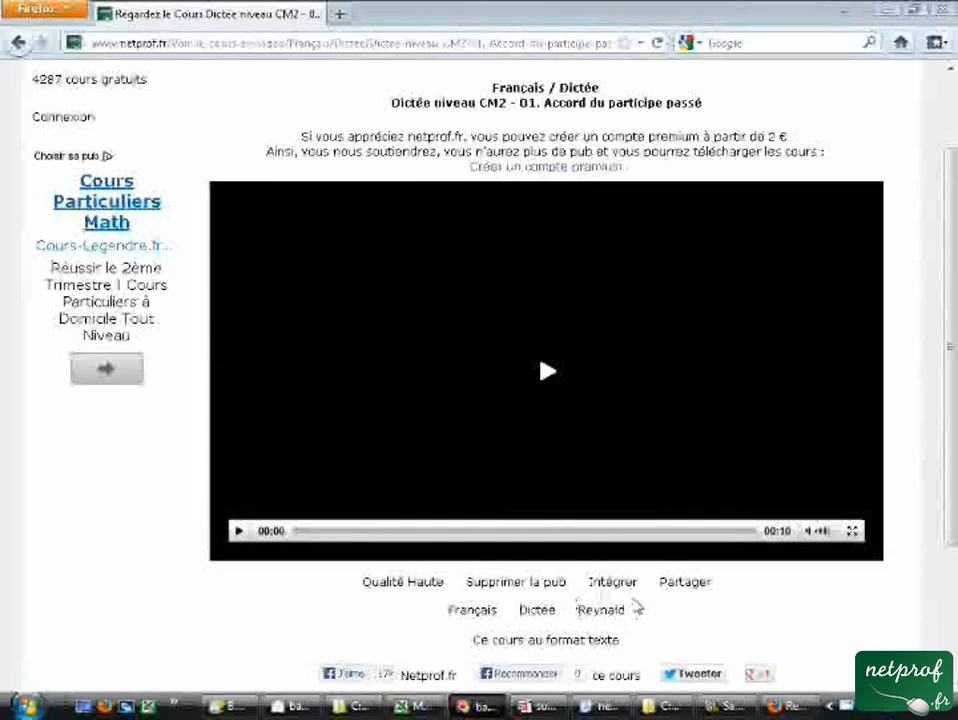 Firefox
Regardez le Cours Dictée niveau CM2 - 0..
Google
4287 cours gratuits
Connexion
Choisir sa pub
Cours
Particuliers
Math
Cours-Legendre.fr...
Réussir le 2ème
Trimestre ! Cours
Particuliers à
Domicile Tout
Niveau
Français / Dictée
Dictée niveau CM2 - 01. Accord du participe passé
Si vous appréciez netprof.fr, vous pouvez créer un compte premium à partir de 2 €
Ainsi, vous nous soutiendrez, vous n'aurez plus de pub et vous pourrez télécharger les cours :
Créer un compte premium
00:00
00:10
Qualité Haute Supprimer la pub Intégrer Partager
Français Dictée Reynald
Ce cours au format texte
J'aime Netprof.fr Recommander 0 ce cours Tweeter +1
netprof
.fr